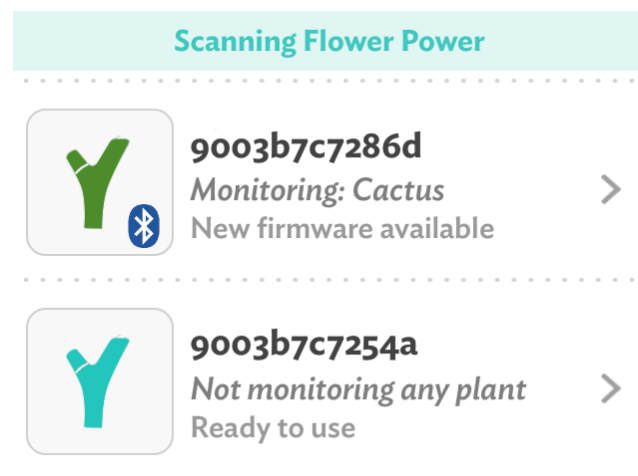 Scanning Flower Power
9003b7c7286d
Monitoring: Cactus
New firmware available
9003b7c7254a
Not monitoring any plant
Ready to use